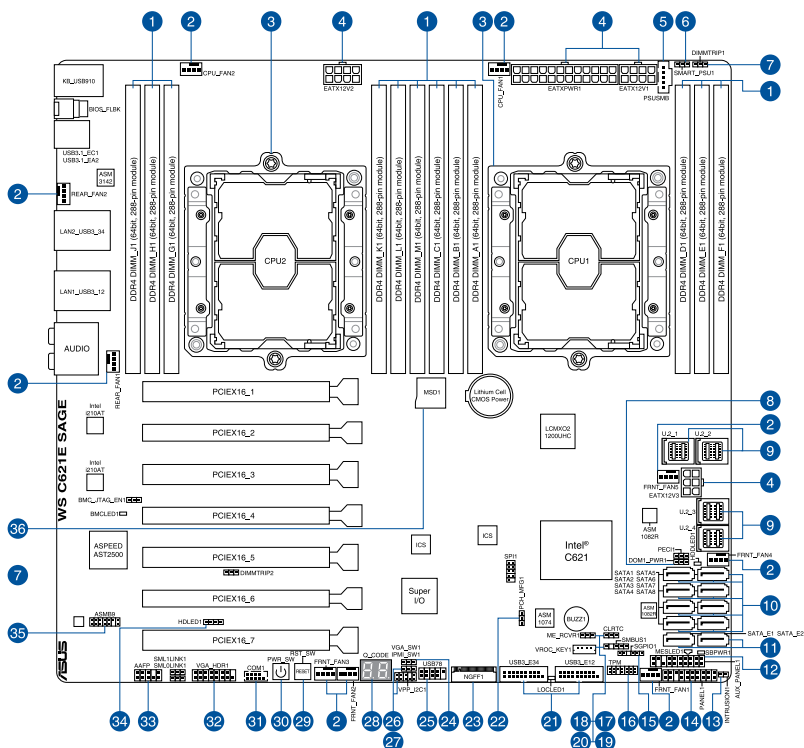 1
2
3
4
1
3
2
4
5
6
DIMMTRIP1
7
1
KB_USB910
CPU_FAN2
EATX12V2
CPU_FAN1
EATXPWR1
EATX12V1
PSUSMB
SMART_PSU1
BIOS_FLBK
USB3.1_EC1
USB3.1_EA2
ASM
3142
2
REAR_FAN2
LAN2_USB3_34
LAN1_USB3_12
AUDIO
2
REAR_FAN1
DDR4 DIMM_J1 (64bit, 288-pin module)
DDR4 DIMM_H1 (64bit, 288-pin module)
DDR4 DIMM_G1 (64bit, 288-pin module)
CPU2
DDR4 DIMM_K1 (64bit, 288-pin module)
DDR4 DIMM_L1 (64bit, 288-pin module)
DDR4 DIMM_M1 (64bit, 288-pin module)
DDR4 DIMM_C1 (64bit, 288-pin module)
DDR4 DIMM_B1 (64bit, 288-pin module)
DDR4 DIMM_A1 (64bit, 288-pin module)
CPU1
DDR4 DIMM_D1 (64bit, 288-pin module)
DDR4 DIMM_E1 (64bit, 288-pin module)
DDR4 DIMM_F1 (64bit, 288-pin module)
WS C621E SAGE
Intel
I210AT
Intel
I210AT
PCIEX16_1
PCIEX16_2
PCIEX16_3
PCIEX16_4
PCIEX16_5
PCIEX16_6
PCIEX16_7
MSD1
Lithium Cell
CMOS Power
LCMXO2
1200UHC
8
2
9
U.2_1
U.2_2
FRNT_FAN5
EATX12V3
4
U.2_3
U.2_4
9
ASM
1082R
BMC_JTAG_EN1
BMCLED1
36
ICS
ICS
Intel®
C621
ASPEED
AST2500
DIMMTRIP2
7
Super
I/O
SPI1
PCH_MFG1
ASM
1074
BUZZ1
PECI1
DOM1_PWR1
HDDLED1
FRNT_FAN4
2
SATA1 SATA5
SATA2 SATA6
SATA3 SATA7
SATA4 SATA8
ASM
1082R
10
SATA_E1 SATA_E2
11
12
35
ASMB9
HDLED1
ME_RCVR1
CLRTC
VROC_KEY1
SMBUS1
SGPIO1
MESLED1
SBPWR1
ASUS
AAFP
SML1LINK1
SML0LINK1
VGA_HDR1
COM1
PWR_SW
RST_SW
RESET
FRNT_FAN3
FRNT_FAN2
Q_CODE
VGA_SW1
IPMI_SW1
VPP_I2C1
USB78
NGFF1
USB3_E34
USB3_E12
LOCLED1
TPM
FRNT_FAN1
PANEL1
INTRUSION1
AUX_PANEL1
34
33
32
31
30
29
2
28
26
27
25
24
23
22
21
18
17
20
19
16
15
2
14
13